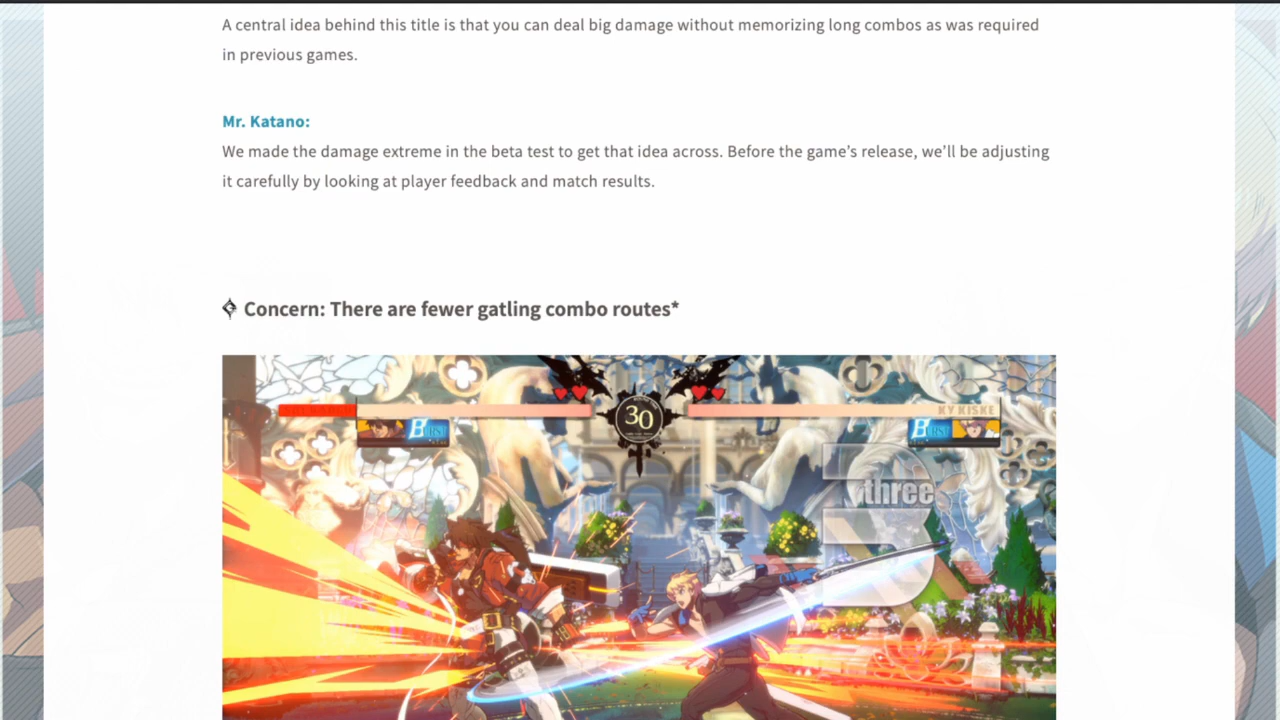 A central idea behind this title is that you can deal big damage without memorizing long combos as was required
in previous games.
Mr. Katano:
We made the damage extreme in the beta test to get that idea across. Before the game’s release, we’ll be adjusting
it carefully by looking at player feedback and match results.
Concern: There are fewer gatling combo routes*
30
KY KISKE
BURST
BURST
three